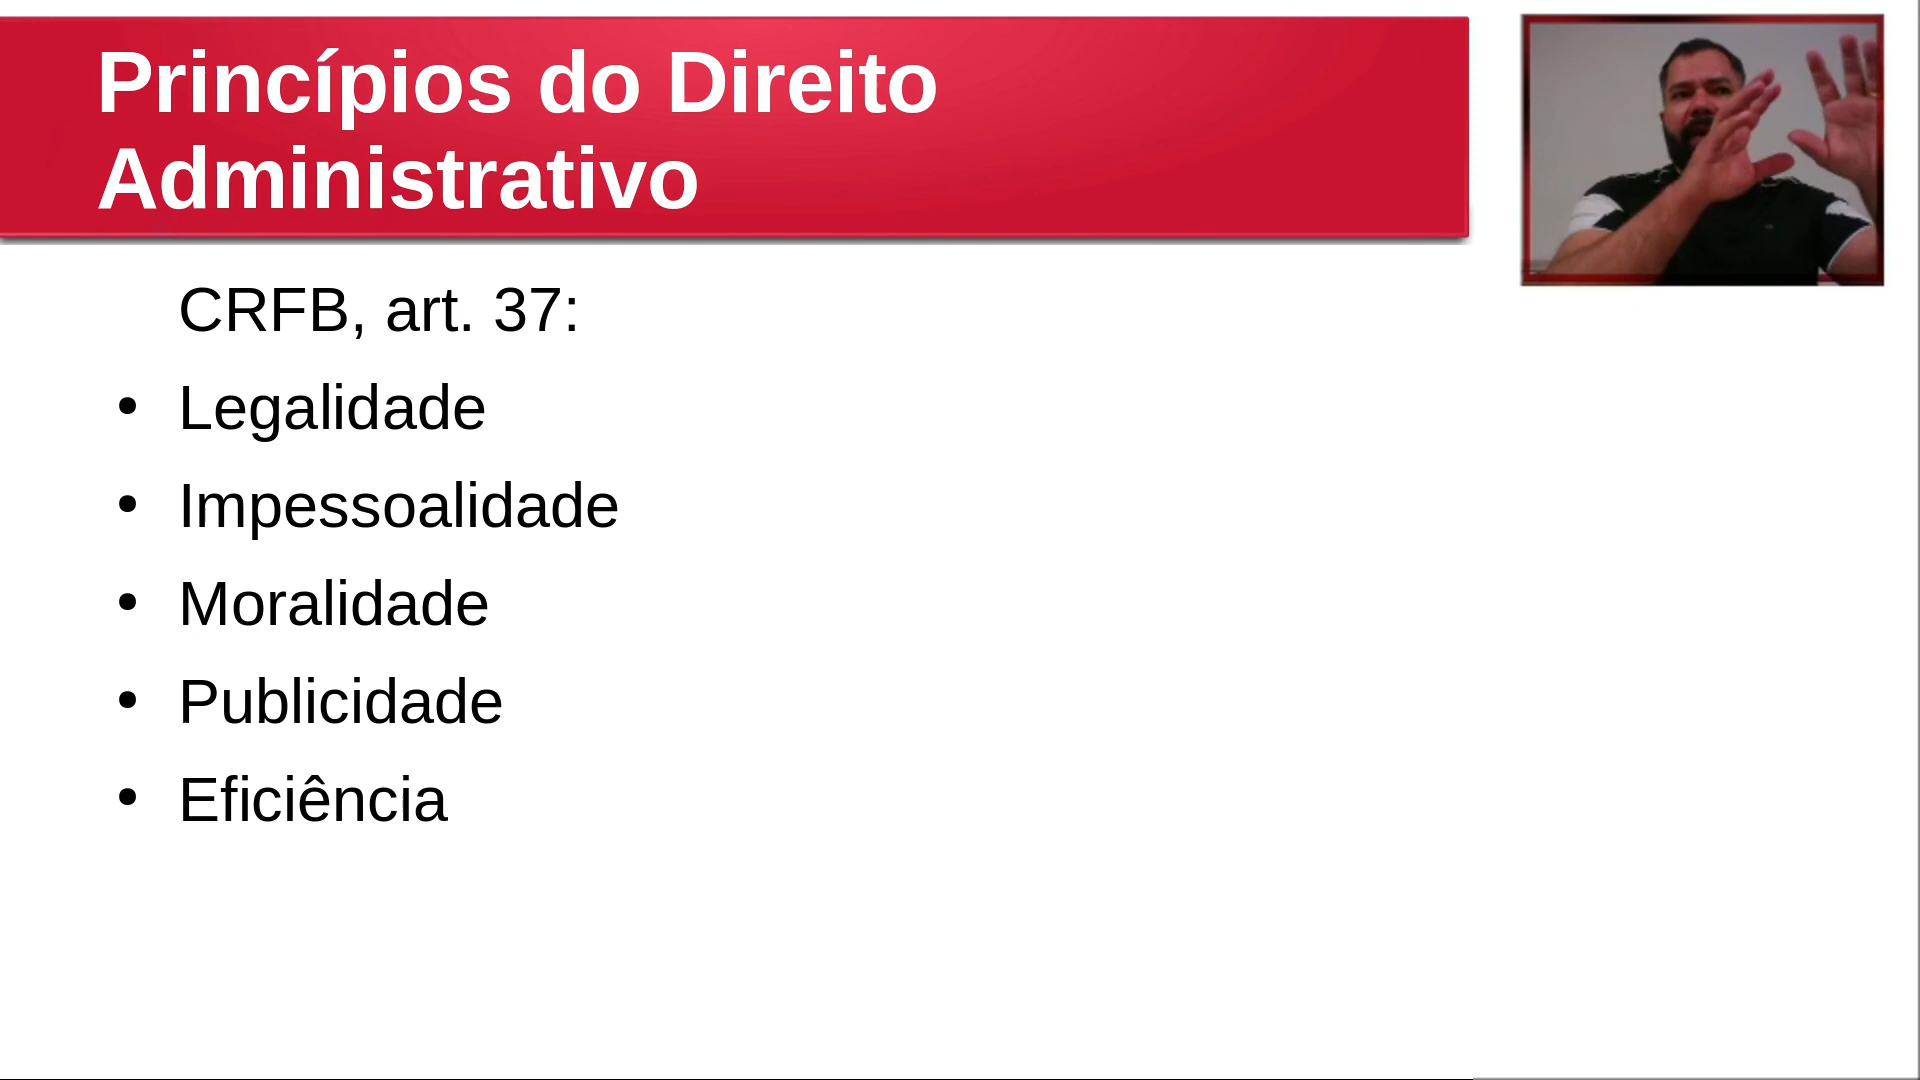 Princípios do Direito
Administrativo
CRFB, art. 37:
• Legalidade
• Impessoalidade
• Moralidade
• Publicidade
• Eficiência